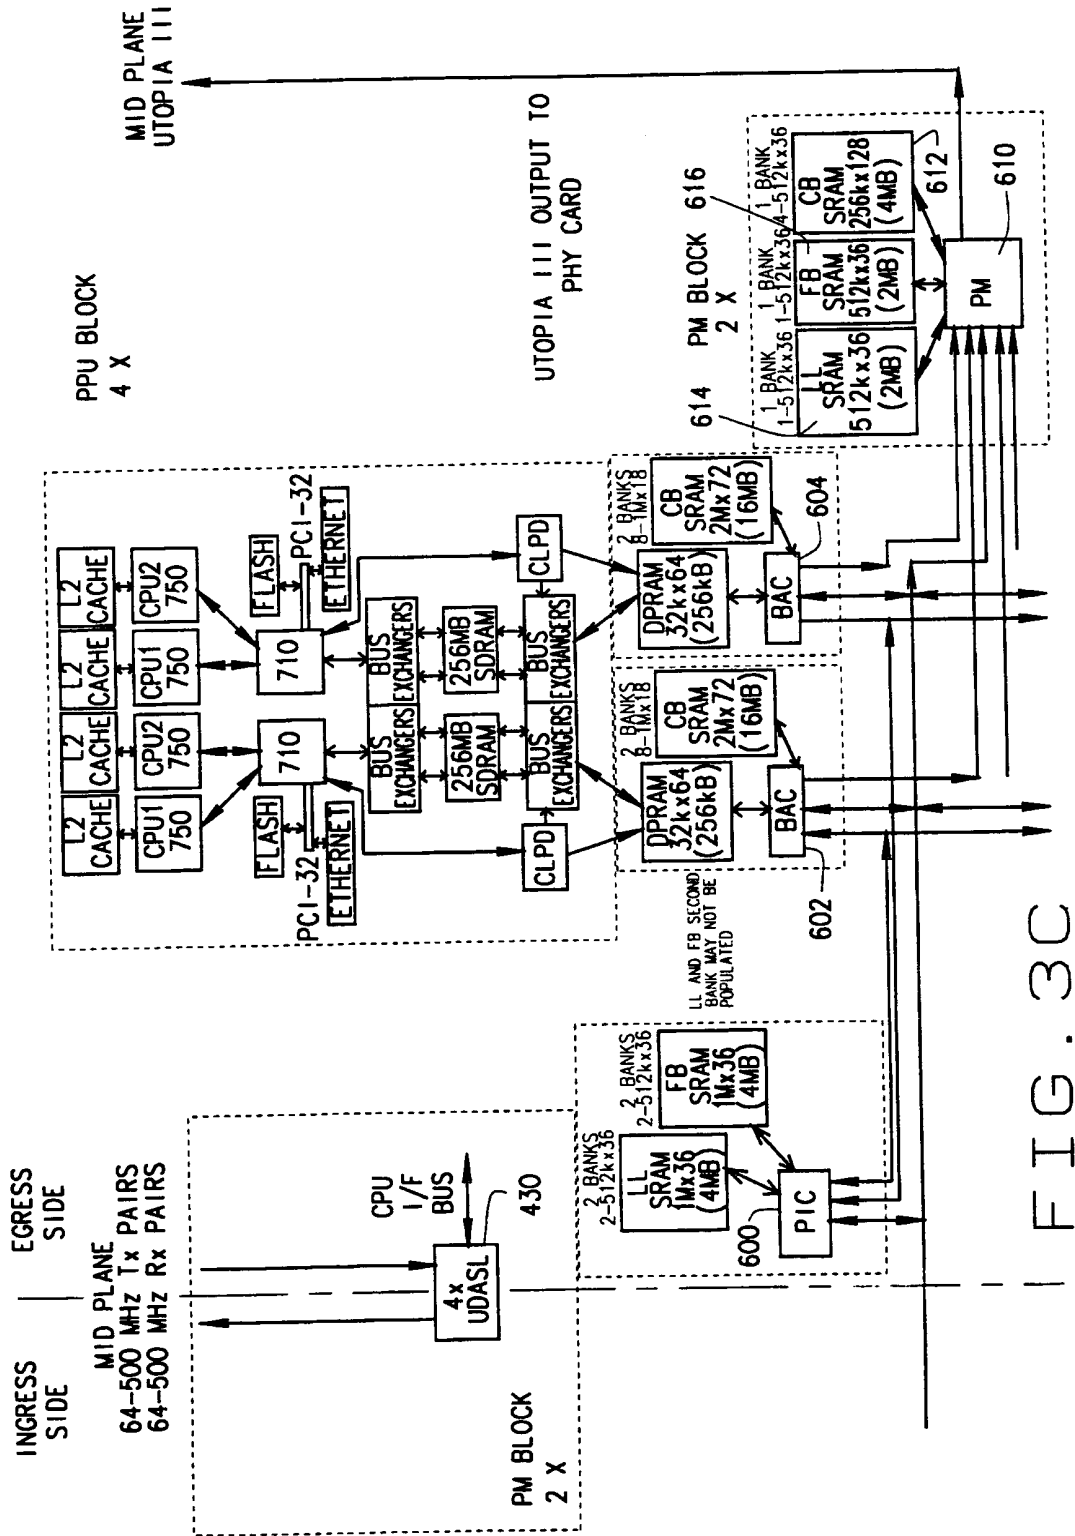 INGRESS
SIDE
EGRESS
SIDE
MID PLANE
64-500 MHz Tx PAIRS
64-500 MHz Rx PAIRS
4x
UDASL
CPU
I/F
BUS
430
PM BLOCK
2 X
PPU BLOCK
4 X
L2
CACHE
L2
CACHE
L2
CACHE
L2
CACHE
CPU1
750
CPU2
750
CPU1
750
CPU2
750
710
710
FLASH
PCI-32
ETHERNET
FLASH
PCI-32
ETHERNET
BUS
EXCHANGERS
BUS
EXCHANGERS
256MB
SDRAM
256MB
SDRAM
CLPD
BUS
EXCHANGERS
BUS
EXCHANGERS
CLPD
MID PLANE
UTOPIA III
UTOPIA III OUTPUT TO
PHY CARD
2 BANKS
2-512kx36
LL
SRAM
1Mx36
(4MB)
2 BANKS
2-512kx36
FB
SRAM
1Mx36
(4MB)
600
PIC
LL AND FB SECOND
BANK MAY NOT BE
POPULATED
DPRAM
32kx64
(256kB)
2 BANKS
8-1Mx18
CB
SRAM
2Mx72
(16MB)
BAC
602
DPRAM
32kx64
(256kB)
2 BANKS
8-1Mx18
CB
SRAM
2Mx72
(16MB)
BAC
604
PM BLOCK
2 X
614
616
1 BANK
1-512kx36
LL
SRAM
512kx36
(2MB)
1 BANK
1-512kx36
FB
SRAM
512kx36
(2MB)
1 BANK
4-512kx36
CB
SRAM
256kx128
(4MB)
612
PM
610
FIG. 3C